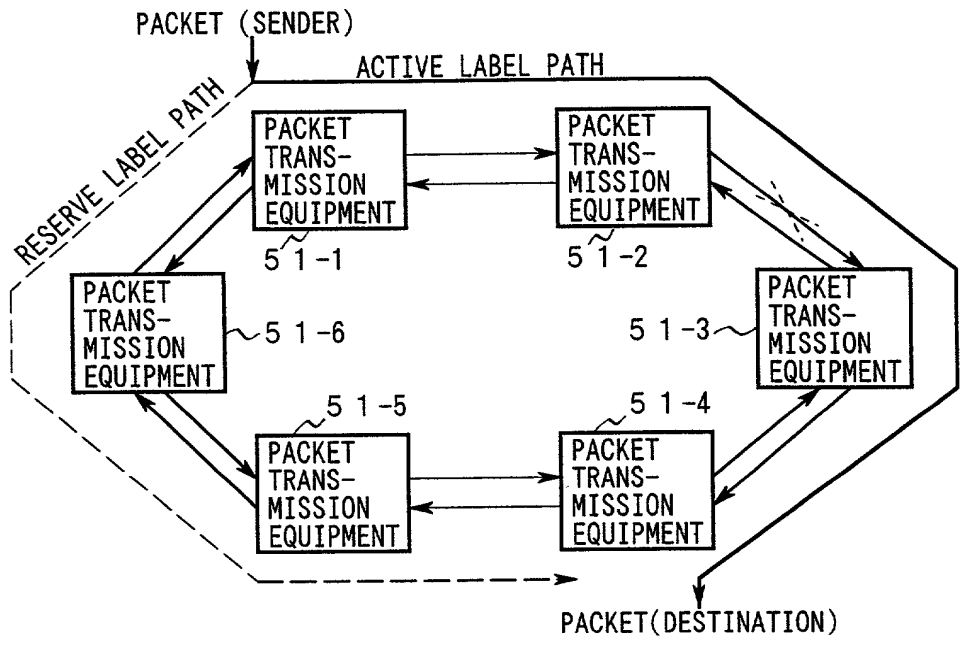 PACKET (SENDER)
ACTIVE LABEL PATH
RESERVE LABEL PATH
PACKET
TRANS-
MISSION
EQUIPMENT
51-1
PACKET
TRANS-
MISSION
EQUIPMENT
51-2
PACKET
TRANS-
MISSION
EQUIPMENT
51-6
51-3
PACKET
TRANS-
MISSION
EQUIPMENT
51-5
PACKET
TRANS-
MISSION
EQUIPMENT
51-4
PACKET
TRANS-
MISSION
EQUIPMENT
PACKET(DESTINATION)